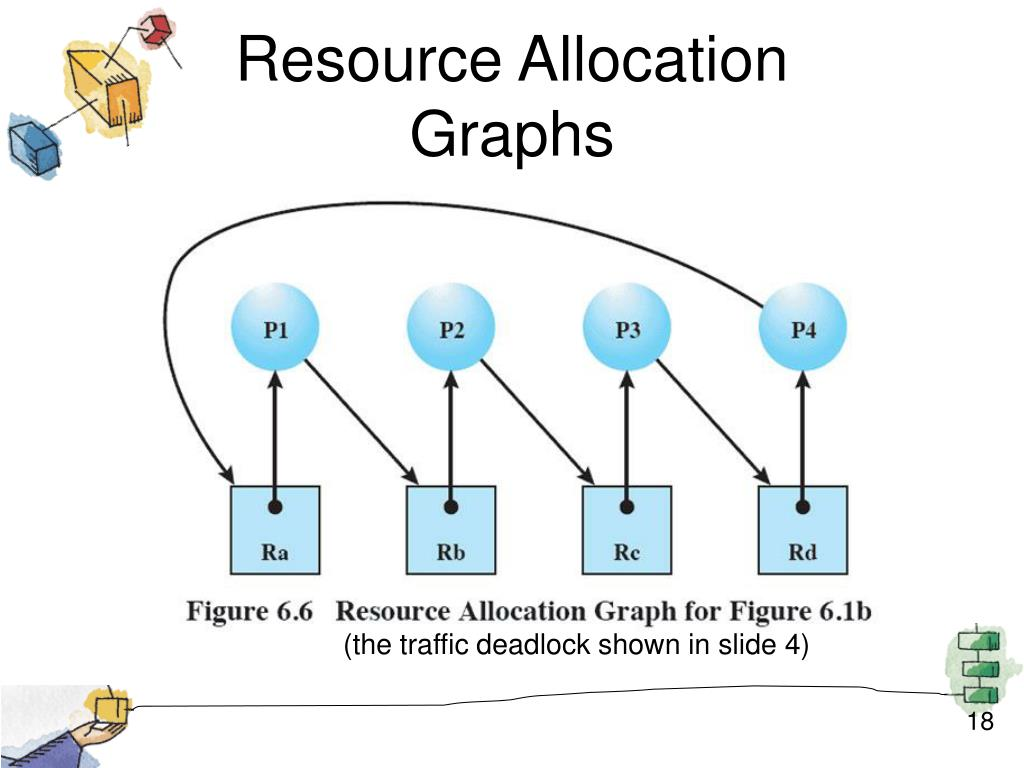 Resource Allocation
Graphs
P1 P2 P3 P4
Ra Rb Rc Rd
Figure 6.6 Resource Allocation Graph for Figure 6.1b
(the traffic deadlock shown in slide 4)
18